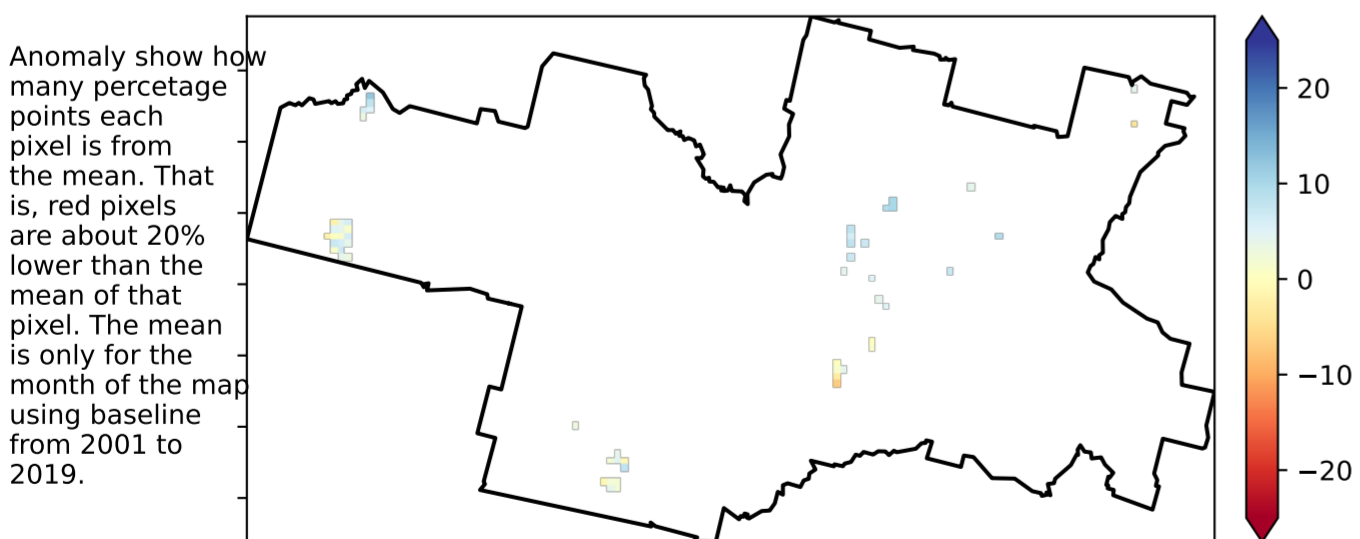 Anomaly show how
many percetage
points each
pixel is from
the mean. That
is, red pixels
are about 20%
lower than the
mean of that
pixel. The mean
is only for the
month of the map
using baseline
from 2001 to
2019.
20
10
0
−10
−20